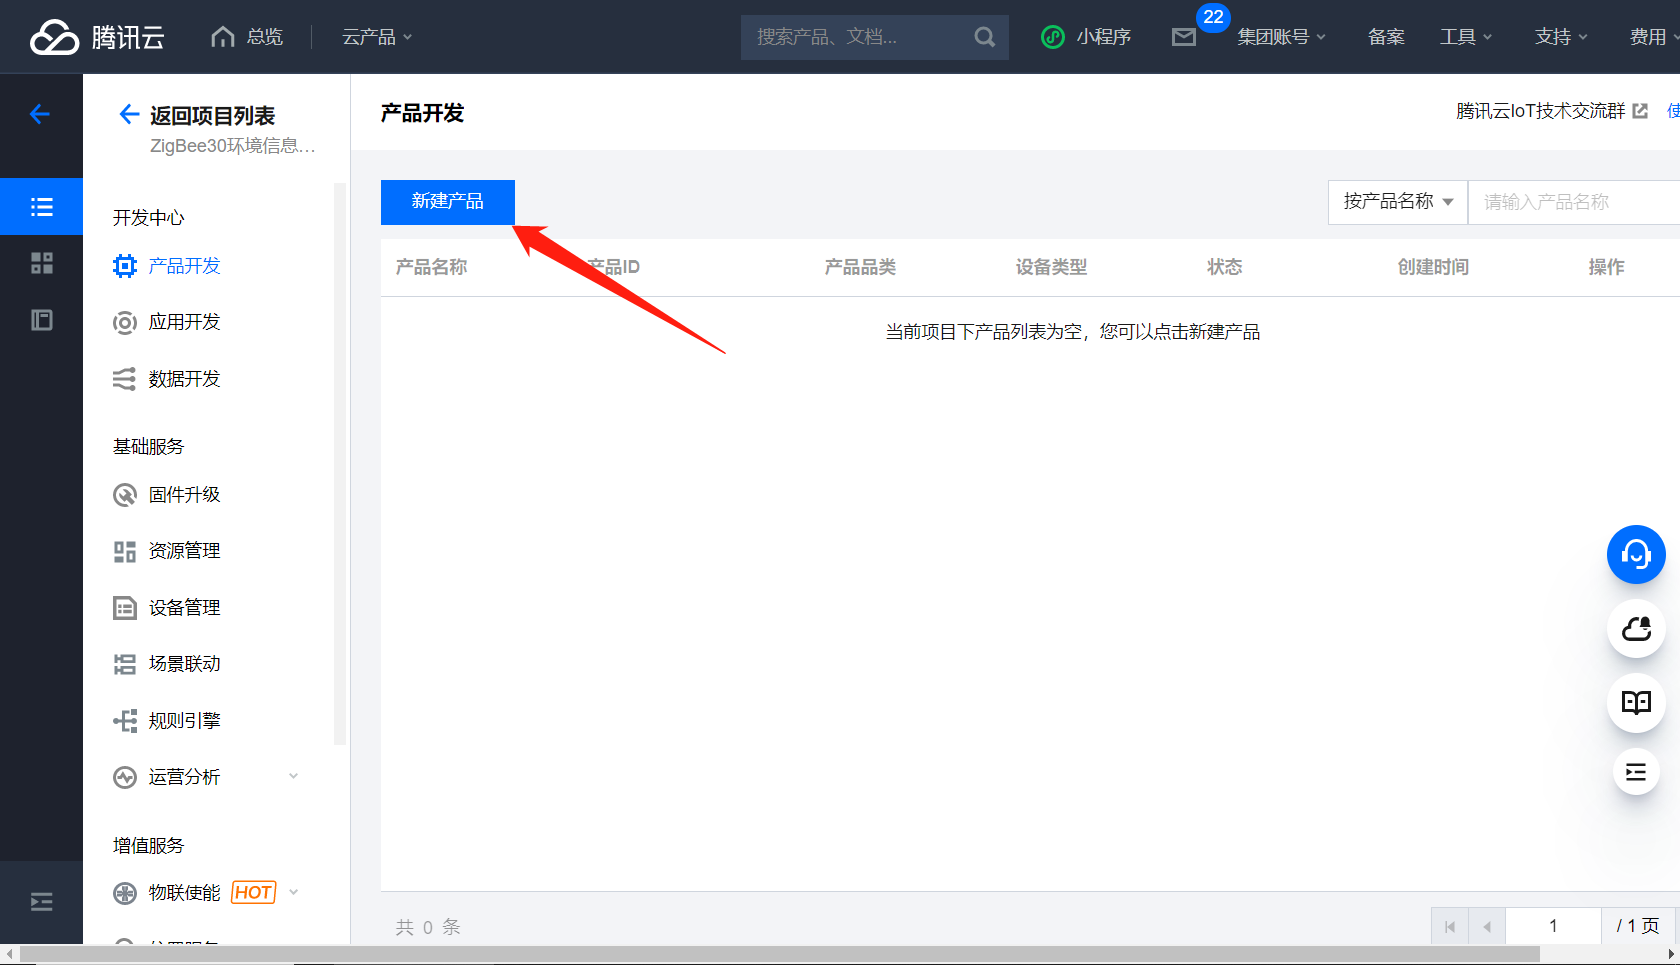 腾讯云
总览
云产品
搜索产品、文档...
小程序
22
集团账号
备案
工具
支持
费用
返回项目列表
ZigBee30环境信息...
产品开发
腾讯云IoT技术交流群
新建产品
按产品名称
请输入产品名称
开发中心
产品开发
应用开发
数据开发
基础服务
固件升级
资源管理
设备管理
场景联动
规则引擎
运营分析
增值服务
物联使能 HOT
产品名称
产品ID
产品品类
设备类型
状态
创建时间
操作
当前项目下产品列表为空，您可以点击新建产品
共 0 条
1
/ 1 页